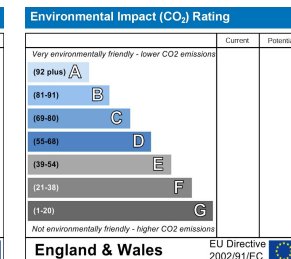 Environmental Impact (CO₂) Rating
Current
Very environmentally friendly - lower CO2 emissions
(92 plus) A
(81-91) B
(69-80) C
(55-68) D
(39-54) E
(21-38) F
(1-20) G
Not environmentally friendly - higher CO2 emissions
England & Wales
EU Directive
2002/91/EC